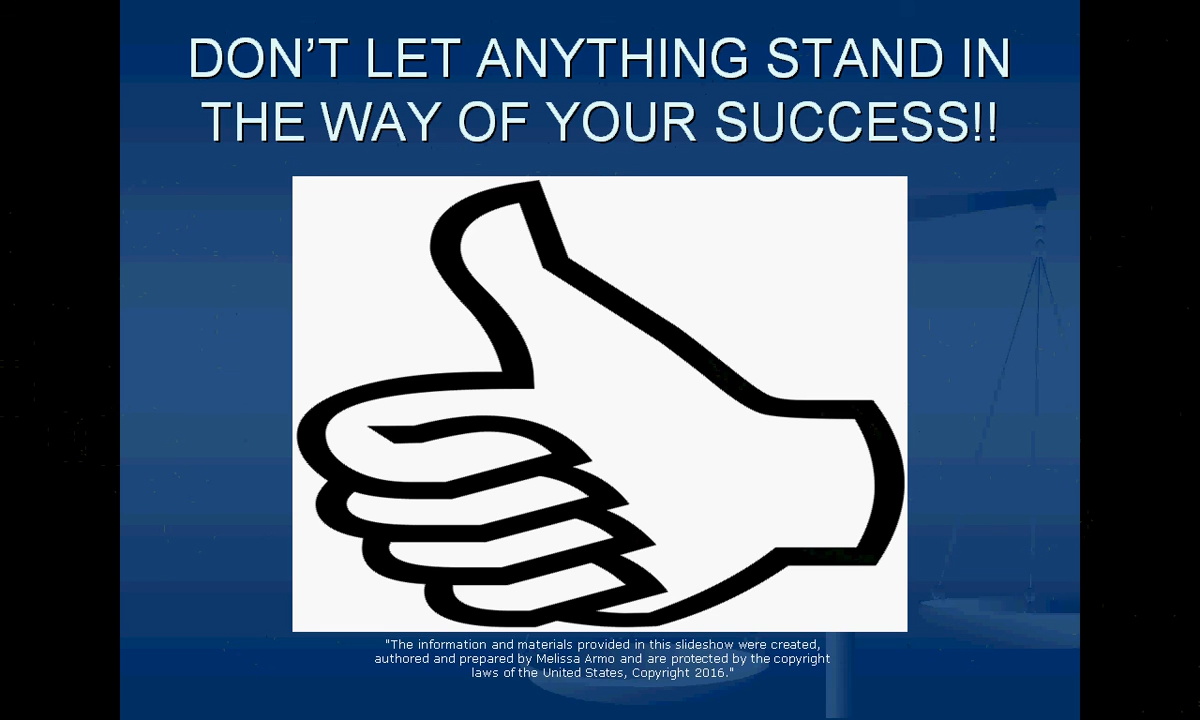 DON’T LET ANYTHING STAND IN
THE WAY OF YOUR SUCCESS!!
"The information and materials provided in this slideshow were created,
authored and prepared by Melissa Armo and are protected by the copyright
laws of the United States, Copyright 2016."